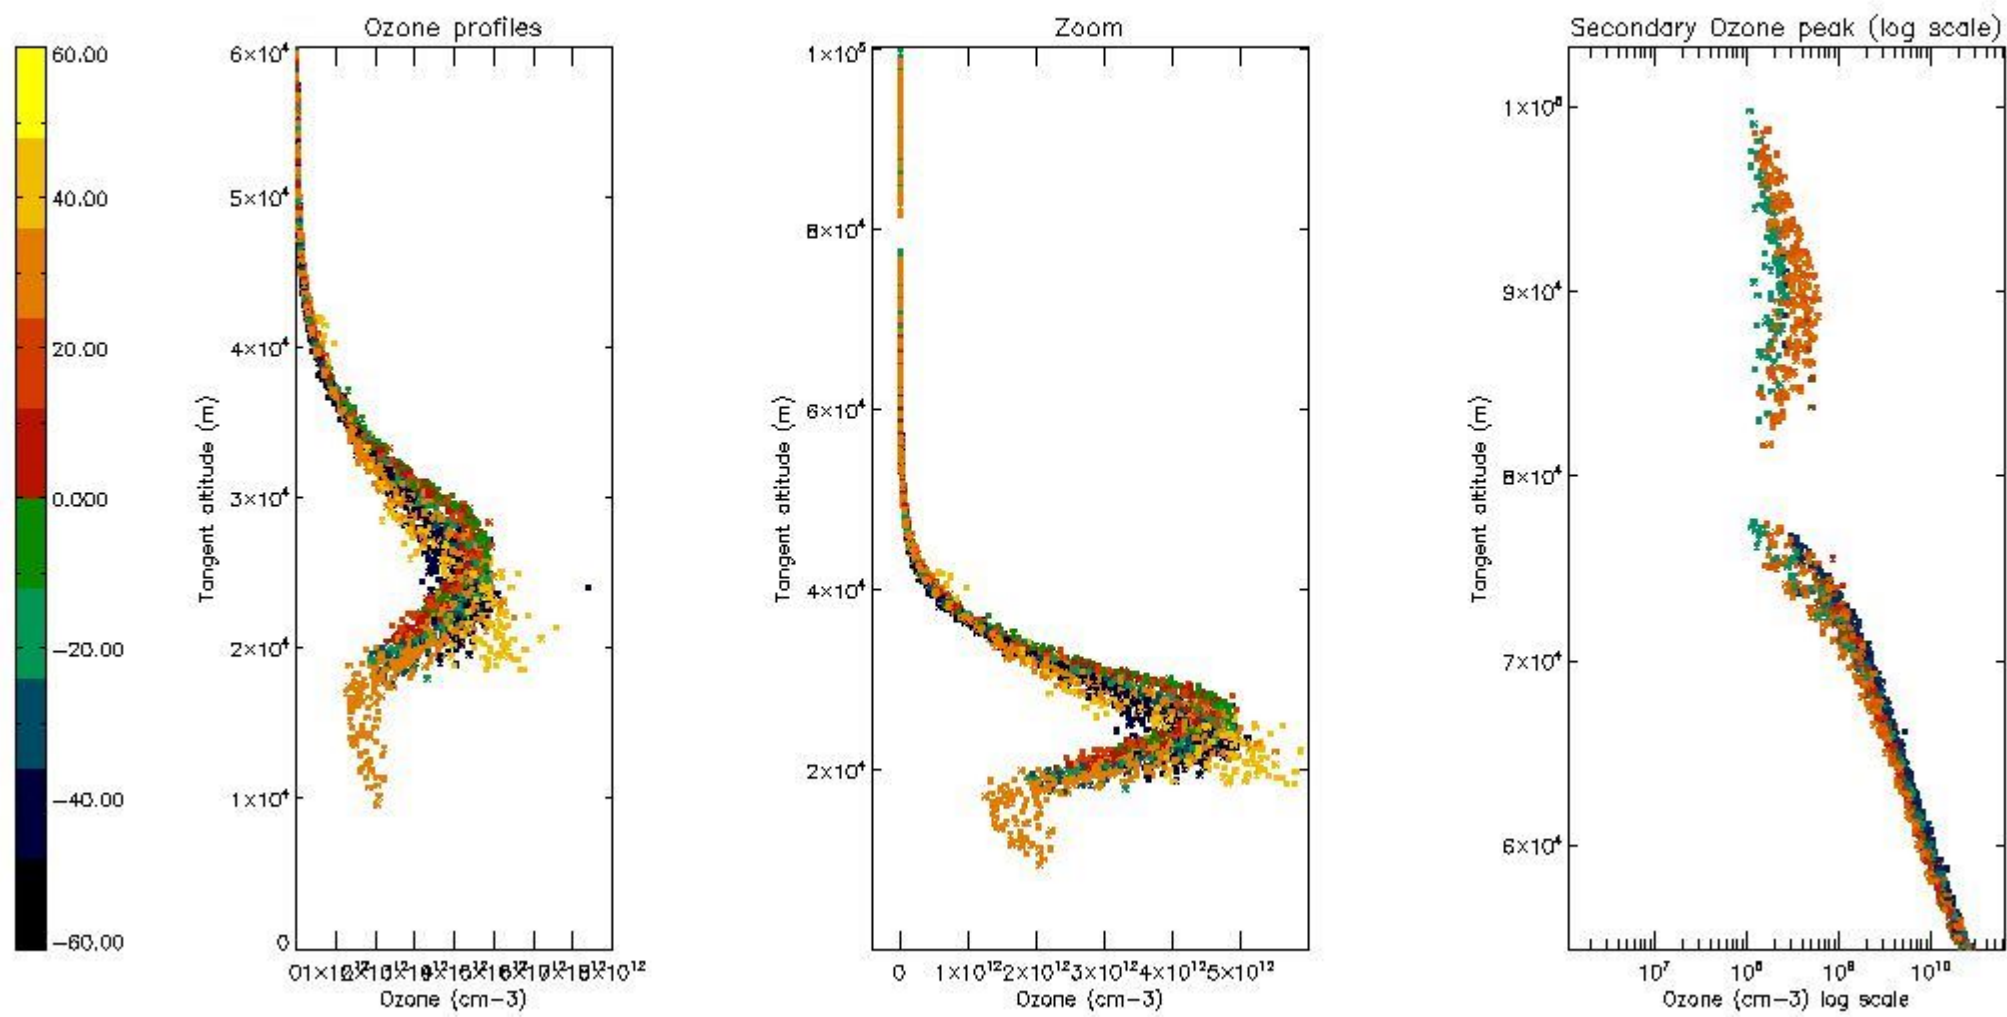 Ozone profiles
Zoom
Secondary Ozone peak (log scale)
60.00
40.00
20.00
0.000
−20.00
−40.00
−60.00
6×10⁴
5×10⁴
4×10⁴
3×10⁴
2×10⁴
1×10⁴
0
Tangent altitude (m)
Ozone (cm−3)
1×10⁵
8×10⁴
6×10⁴
4×10⁴
2×10⁴
Tangent altitude (m)
0 1×10¹² 2×10¹² 3×10¹² 4×10¹² 5×10¹²
Ozone (cm−3)
9×10⁴
8×10⁴
7×10⁴
6×10⁴
Tangent altitude (m)
10⁷ 10⁸ 10⁹ 10¹⁰
Ozone (cm−3) log scale